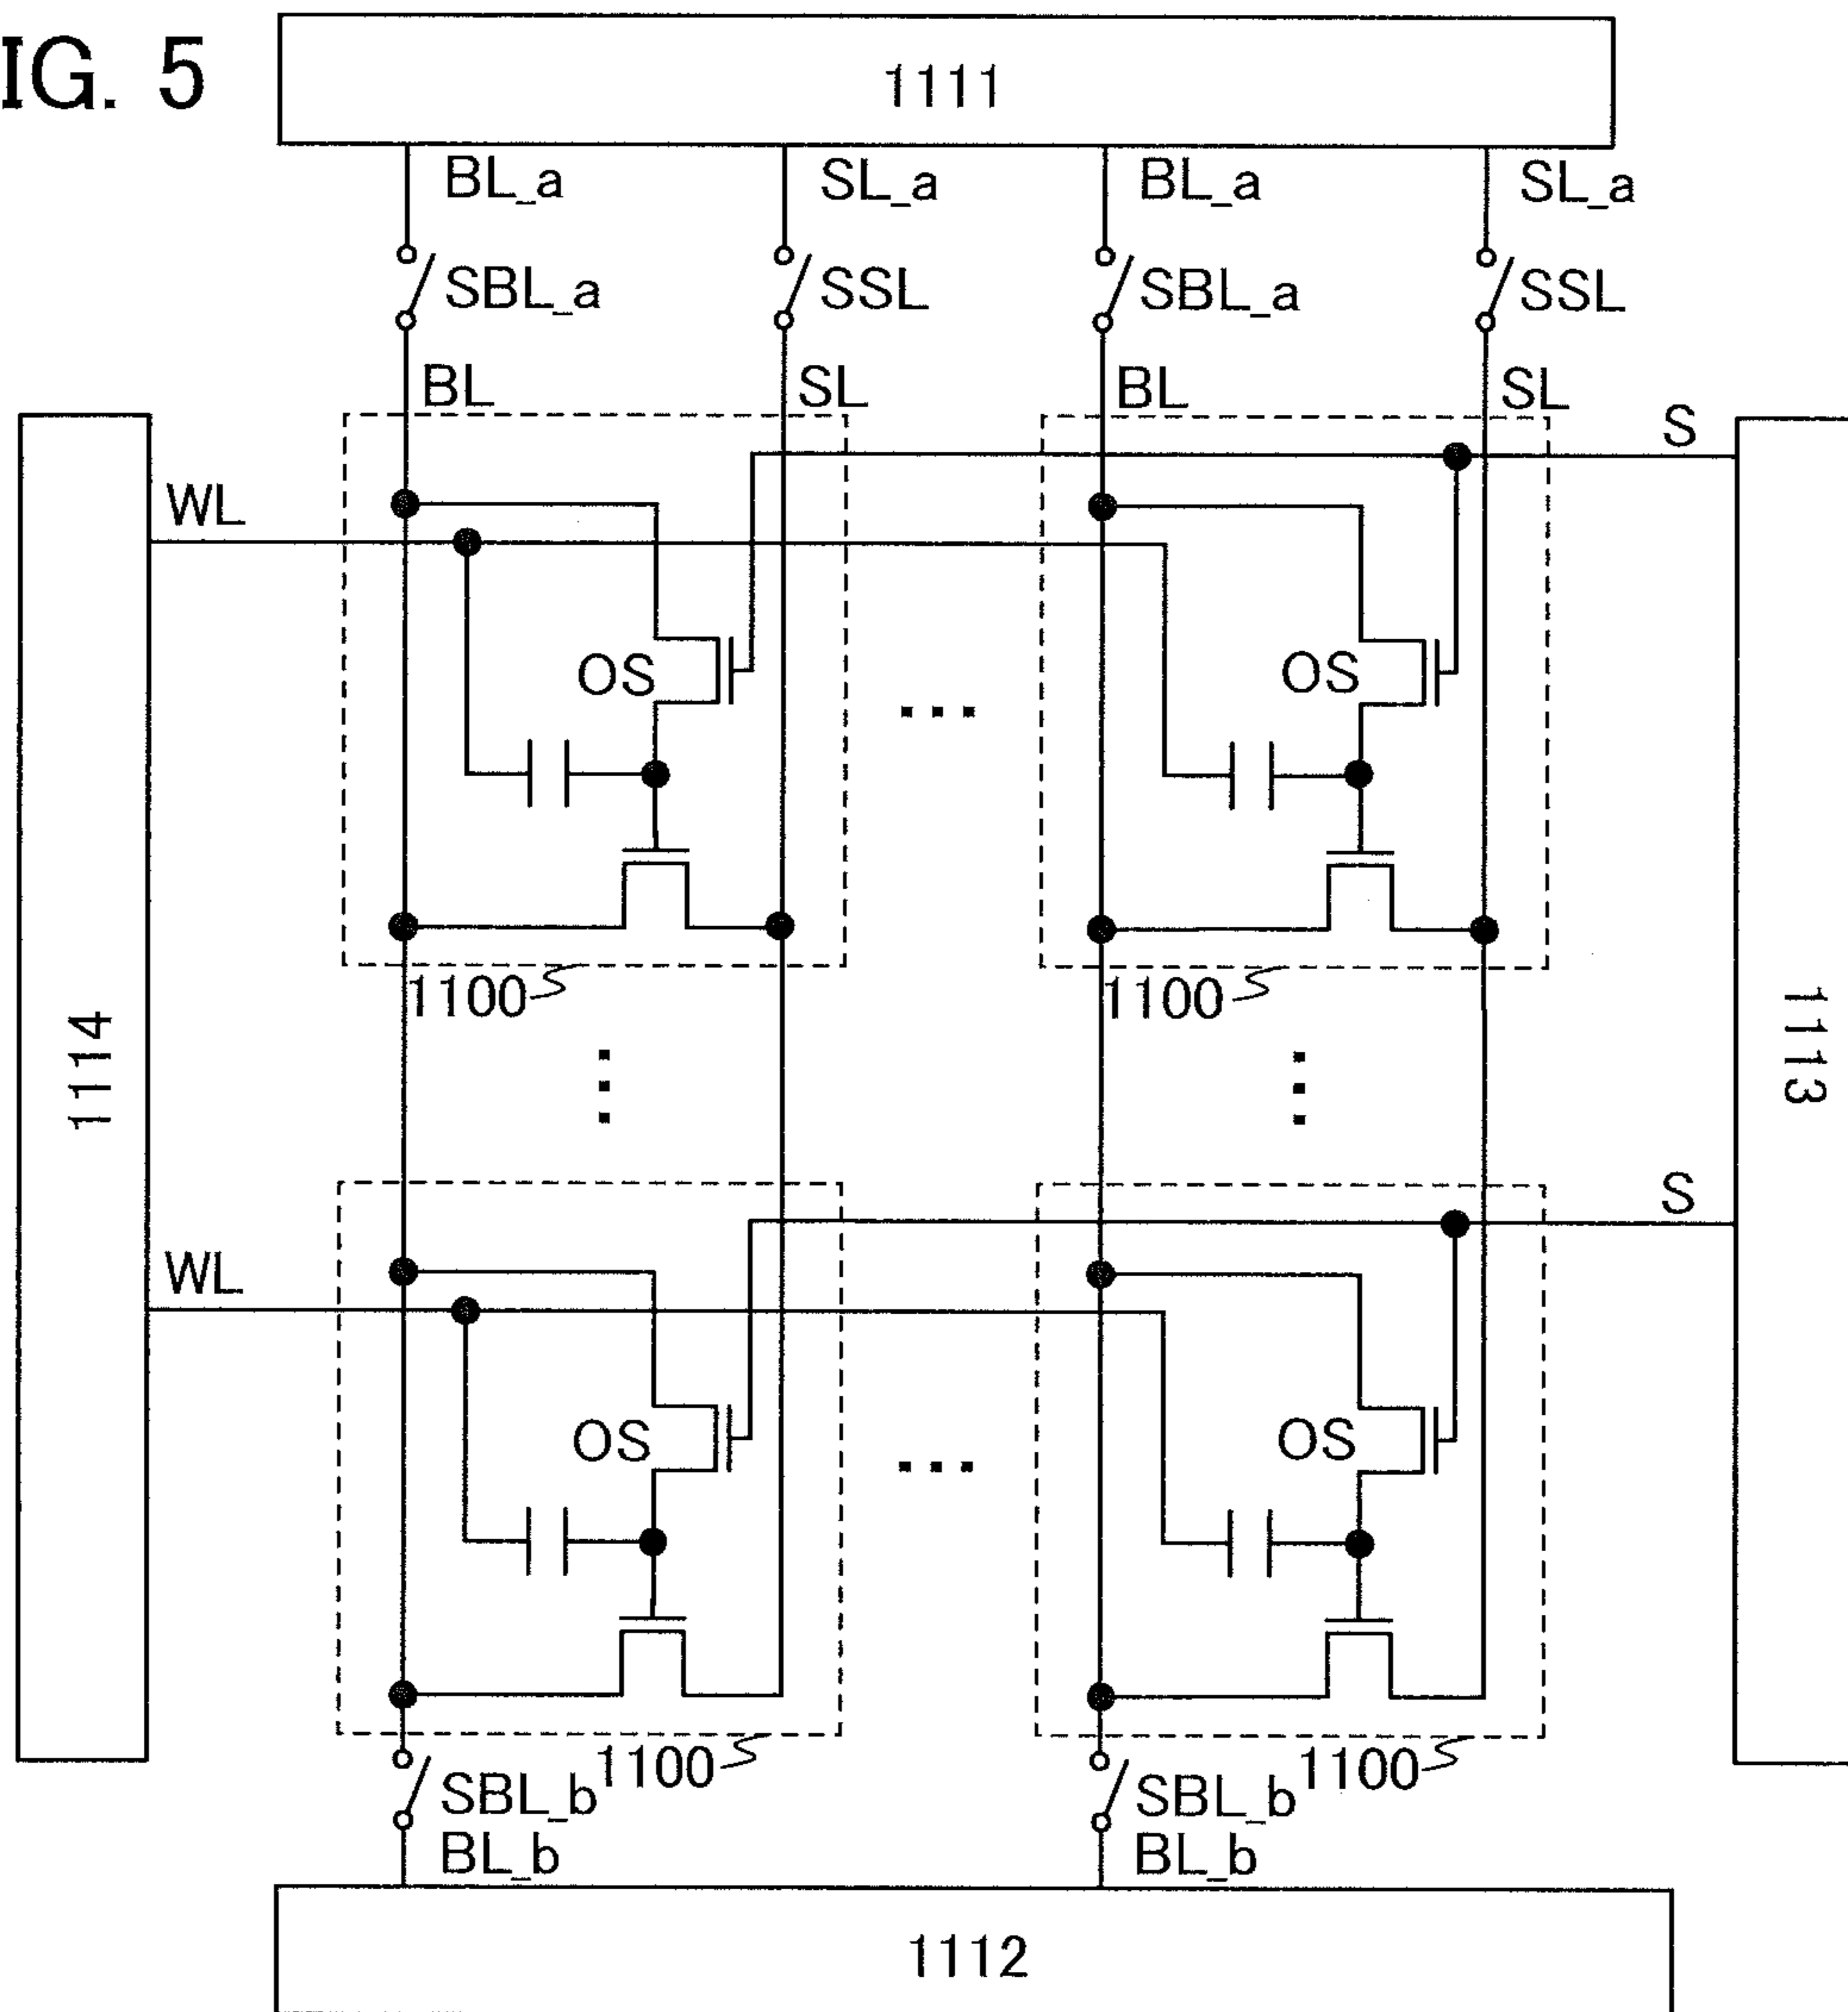 IG. 5
1111
BL_a SL_a BL_a SL_a
SBL_a SSL SBL_a SSL
BL SL BL SL
S
WL
OS OS
1100 1100
1114 1113
S
WL
OS OS
1100 1100
SBL_b SBL_b
BL_b BL_b
1112